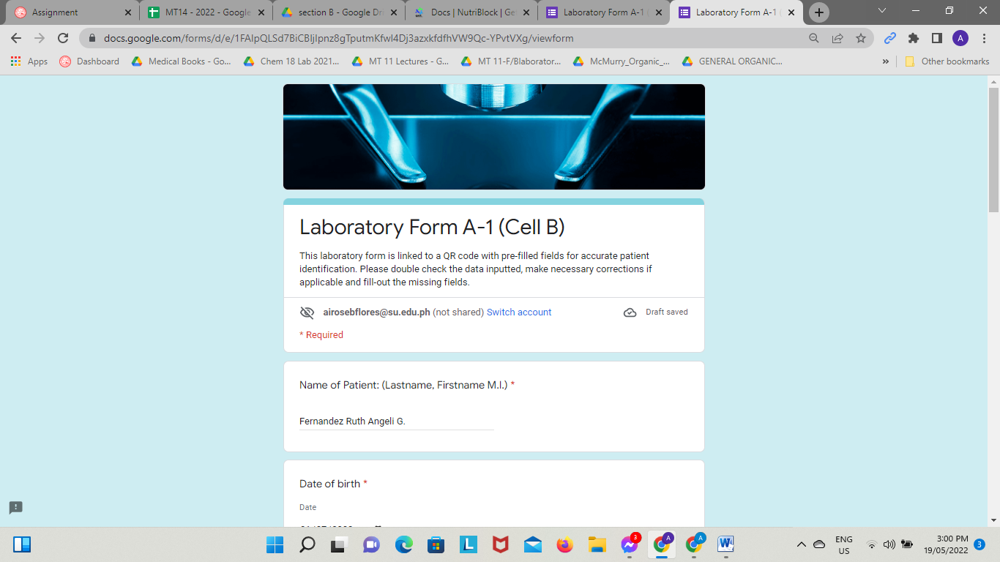 Assignment
MT14 - 2022 - Google
section B - Google Dri
Docs | NutriBlock | Ge
Laboratory Form A-1
Laboratory Form A-1
docs.google.com/forms/d/e/1FAIpQLSd7BiCBIjlpnz8gTputmKfwI4Dj3azxkfdfhVW9Qc-YPvtVXg/viewform
A
Apps
Dashboard
Medical Books - Go...
Chem 18 Lab 2021...
MT 11 Lectures - G...
MT 11-F/Blaborator...
McMurry_Organic_...
GENERAL ORGANIC...
»
Other bookmarks
Laboratory Form A-1 (Cell B)
This laboratory form is linked to a QR code with pre-filled fields for accurate patient
identification. Please double check the data inputted, make necessary corrections if
applicable and fill-out the missing fields.
airosebflores@su.edu.ph (not shared) Switch account
Draft saved
* Required
Name of Patient: (Lastname, Firstname M.I.) *
Fernandez Ruth Angeli G.
Date of birth *
Date
L
3
A
A
W
ENG
US
3:00 PM
19/05/2022
3